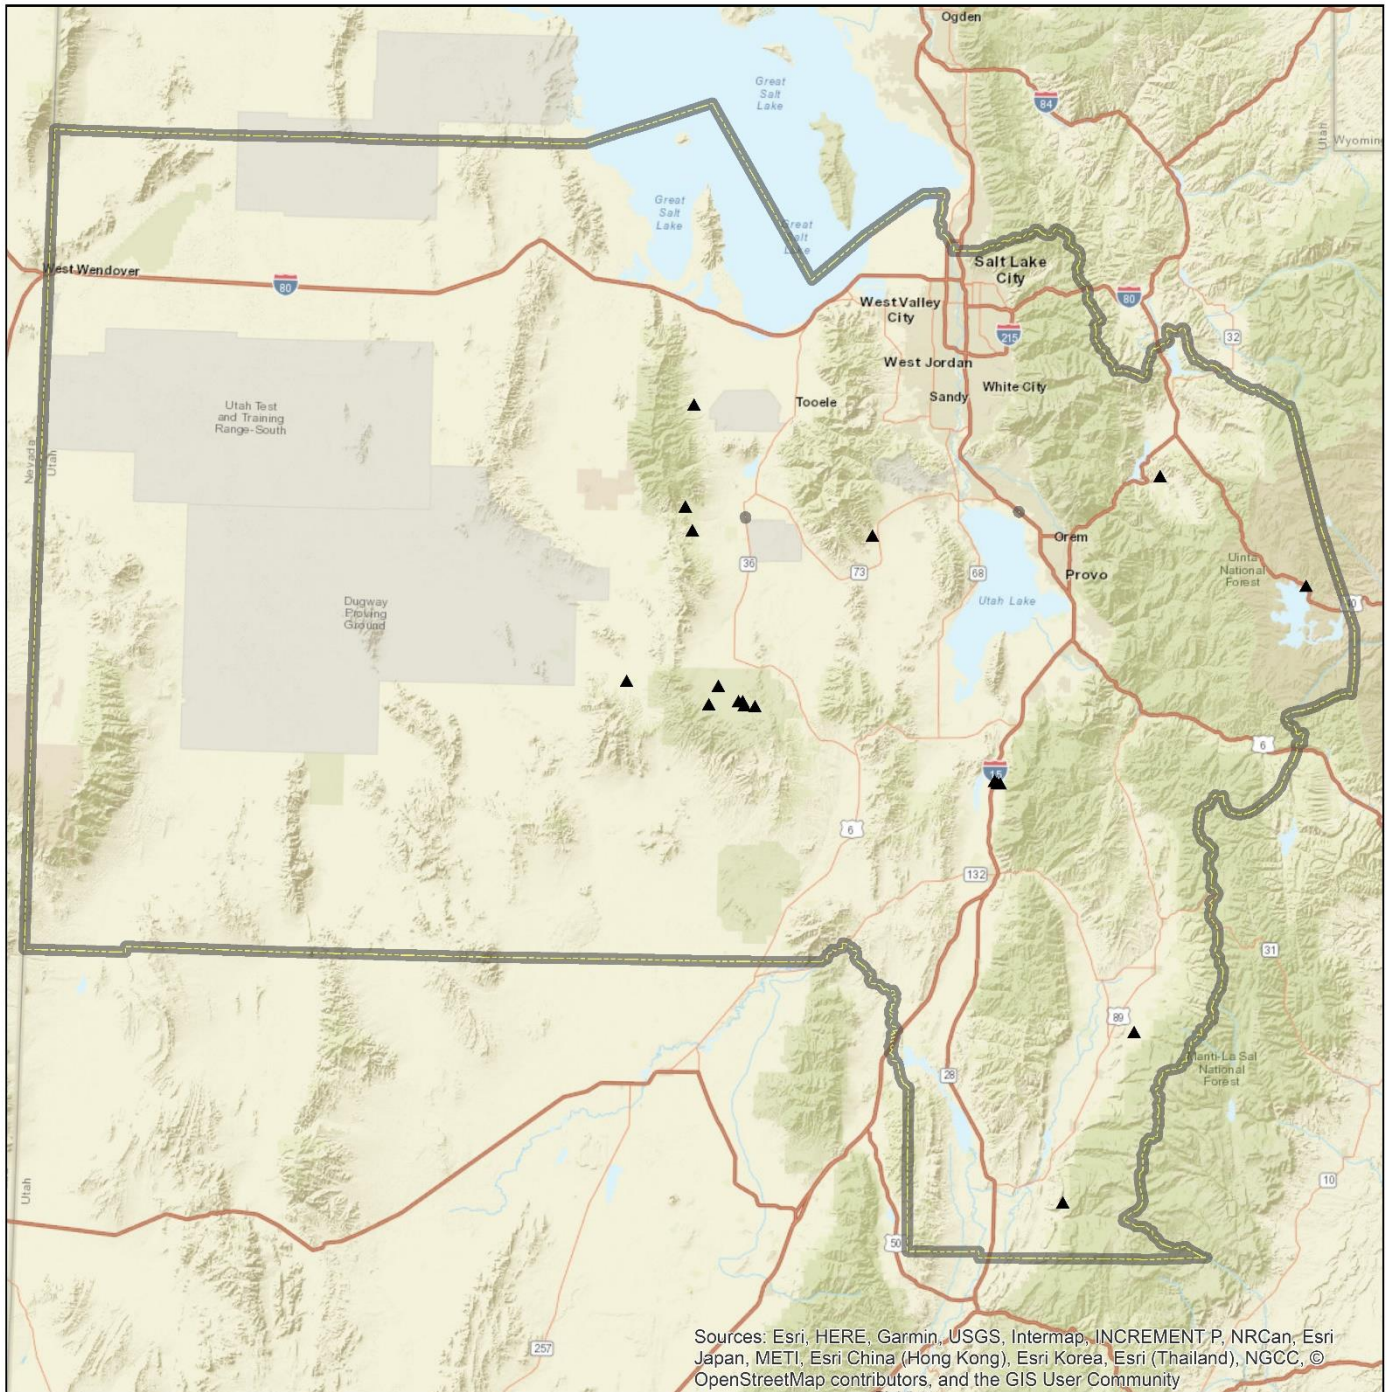 Ogden
Great
Salt
Lake
84
Utah
Wyoming
Great
Salt
Lake
Great
Salt
Lake
Salt Lake
City
West Wendover
80
80
West Valley
City
215
32
West Jordan
White City
Sandy
Tooele
Utah Test
and Training
Range-South
Nevada
Utah
36
73
68
Orem
Provo
Uinta
National
Forest
Utah Lake
Dugway
Proving
Ground
6
15
6
132
31
89
Manti-La Sal
National
Forest
28
Utah
10
50
257
Sources: Esri, HERE, Garmin, USGS, Intermap, INCREMENT P, NRCan, Esri
Japan, METI, Esri China (Hong Kong), Esri Korea, Esri (Thailand), NGCC, ©
OpenStreetMap contributors, and the GIS User Community